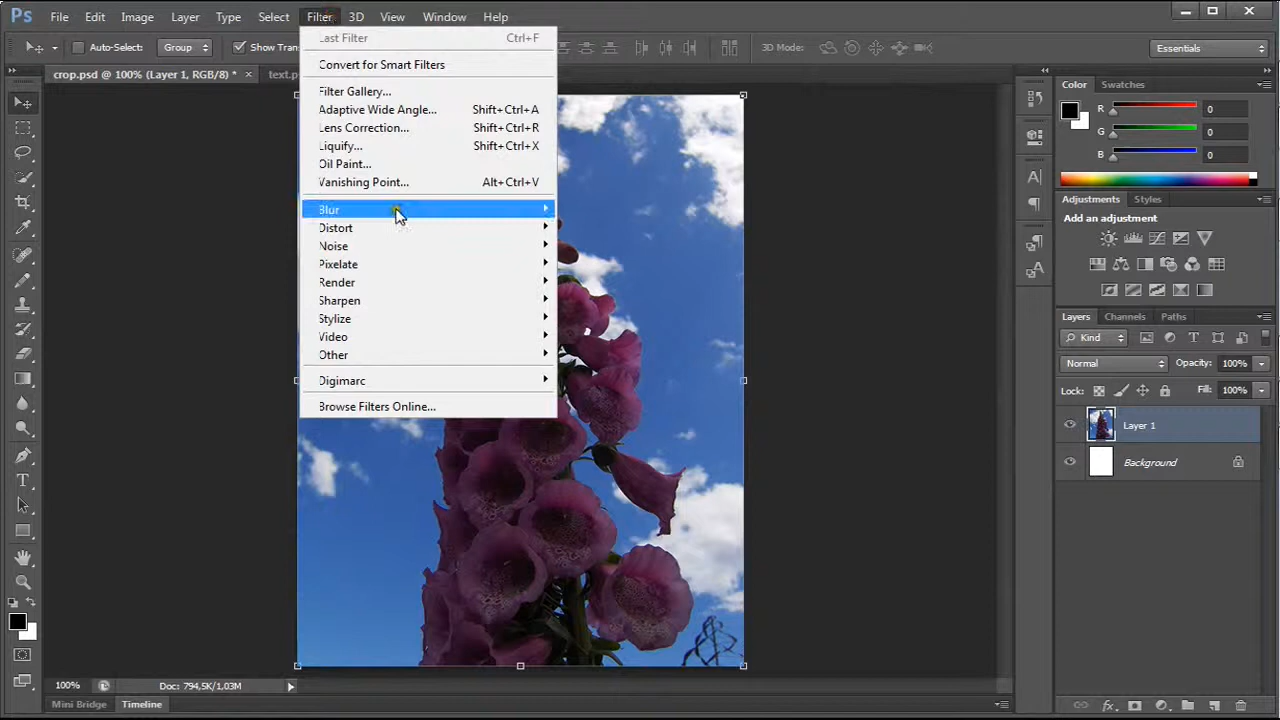 Ps File Edit Image Layer Type Select Filter 3D View Window Help
Auto-Select: Group Show Tran 3D Mode: Essentials
crop.psd @ 100% (Layer 1, RGB/8) * × text.p
Last Filter Ctrl+F
Convert for Smart Filters
Filter Gallery...
Adaptive Wide Angle... Shift+Ctrl+A
Lens Correction... Shift+Ctrl+R
Liquify... Shift+Ctrl+X
Oil Paint...
Vanishing Point... Alt+Ctrl+V
Blur
Distort
Noise
Pixelate
Render
Sharpen
Stylize
Video
Other
Digimarc
Browse Filters Online...
Color Swatches
R 0
G 0
B 0
Adjustments Styles
Add an adjustment
Layers Channels Paths
Kind
Normal Opacity: 100%
Lock: Fill: 100%
Layer 1
Background
100% Doc: 794,5K/1,03M
Mini Bridge Timeline